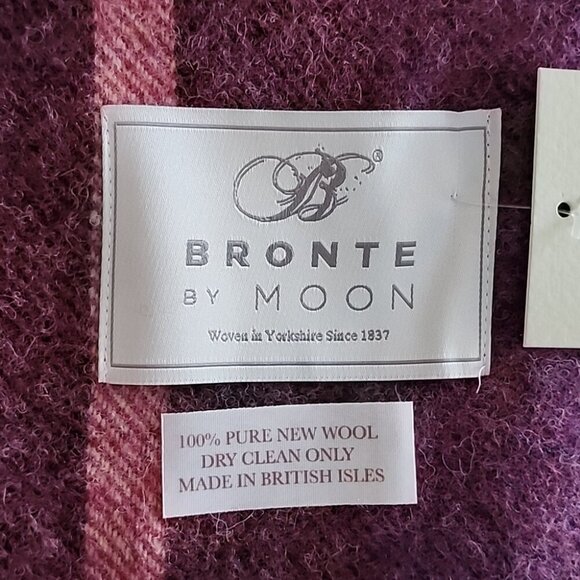 B®
BRONTE
BY MOON
Woven in Yorkshire Since 1837
100% PURE NEW WOOL
DRY CLEAN ONLY
MADE IN BRITISH ISLES